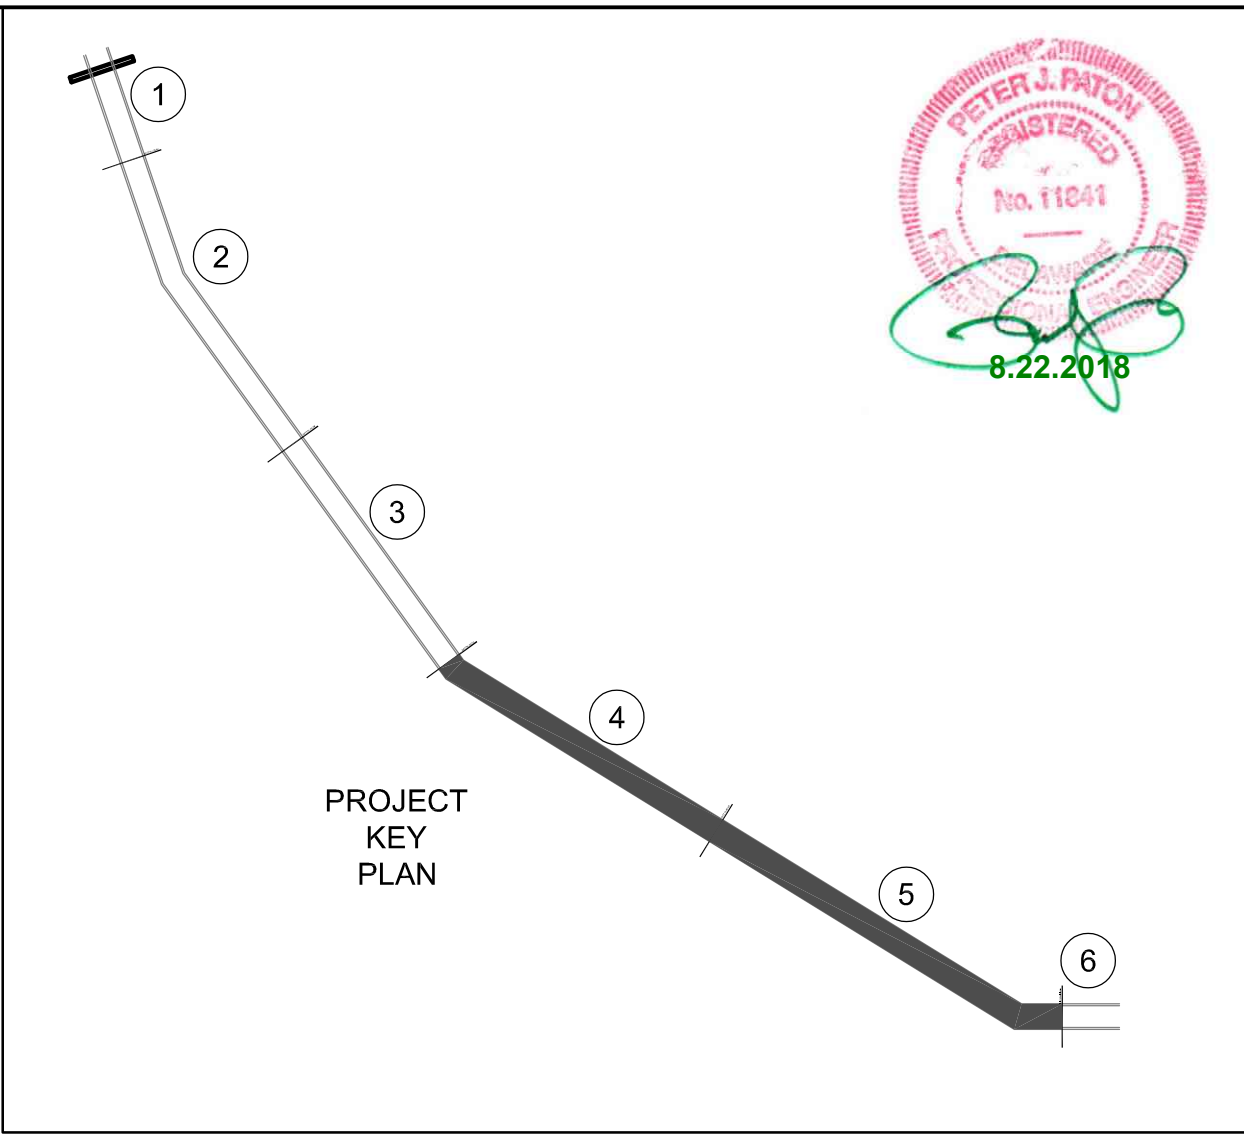 1
2
3
4
5
6
PROJECT
KEY
PLAN
PETER J. PATON
REGISTERED
No. 11841
DELAWARE
PROFESSIONAL ENGINEER
8.22.2018